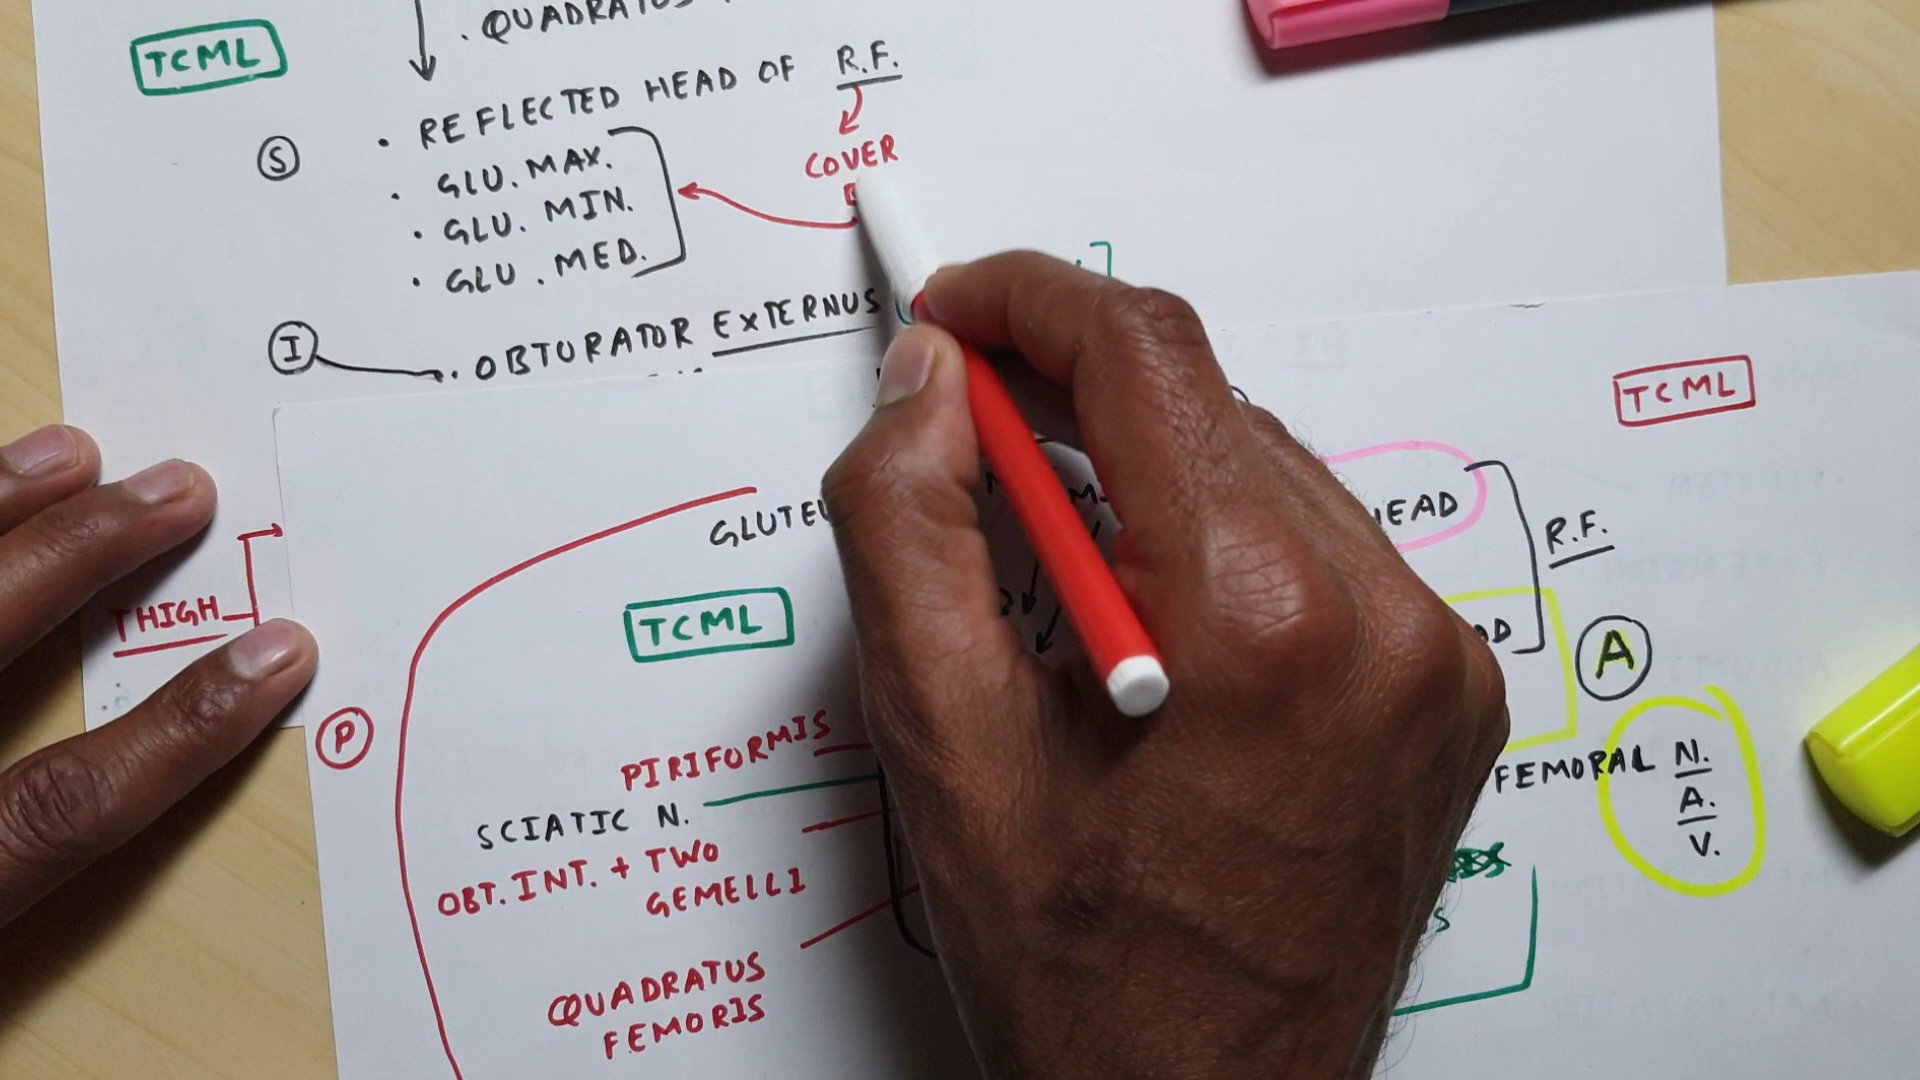 . QUADRATUS
TCML
• REFLECTED HEAD OF R.F.
S
COVER
• GLU. MAX.
• GLU. MIN.
• GLU. MED.
I
. OBTURATOR EXTERNUS
TCML
HEAD
R.F.
GLUTEU
THIGH
TCML
A
P
PIRIFORMIS
FEMORAL N.
A.
V.
SCIATIC N.
OBT. INT. + TWO
GEMELLI
QUADRATUS
FEMORIS